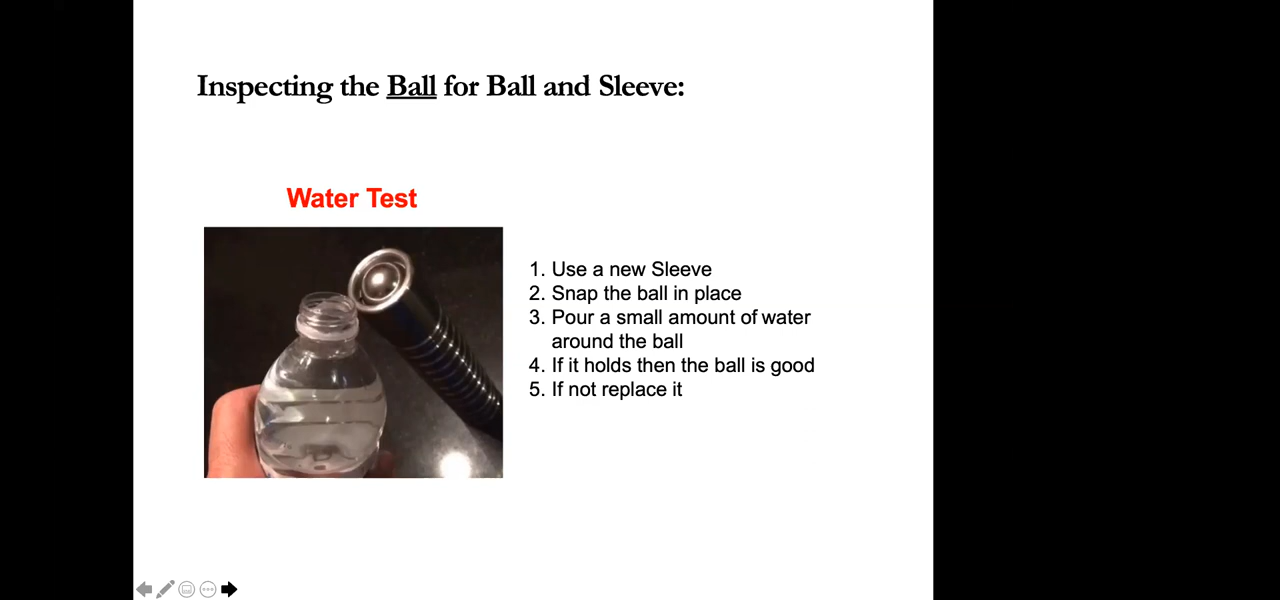 Inspecting the Ball for Ball and Sleeve:
Water Test
1. Use a new Sleeve
2. Snap the ball in place
3. Pour a small amount of water
around the ball
4. If it holds then the ball is good
5. If not replace it